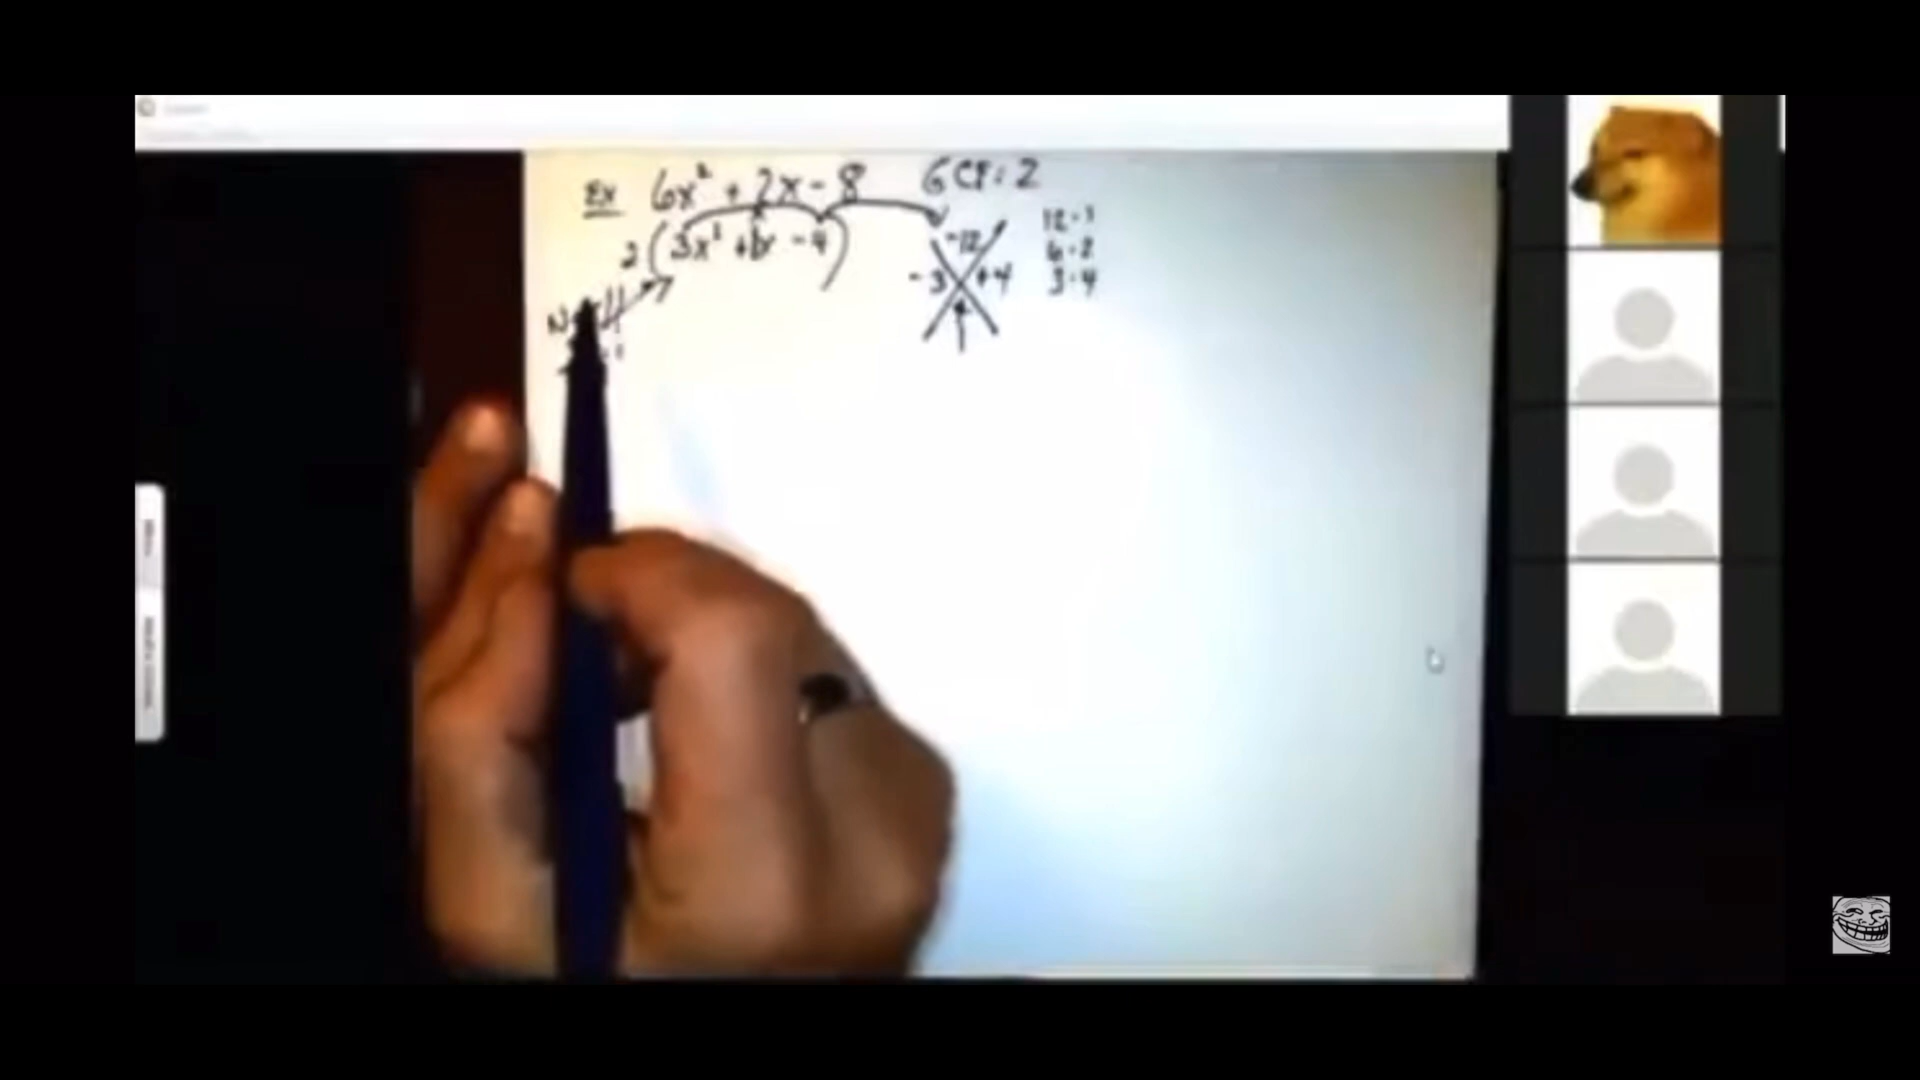 Ex 6x² + 2x - 8 GCF: 2
2 (3x² + 1x - 4)
-12
-3 +4
12 · 1
6 · 2
3 · 4